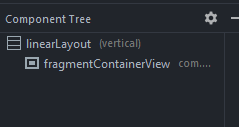 Component Tree
linearLayout (vertical)
fragmentContainerView com....